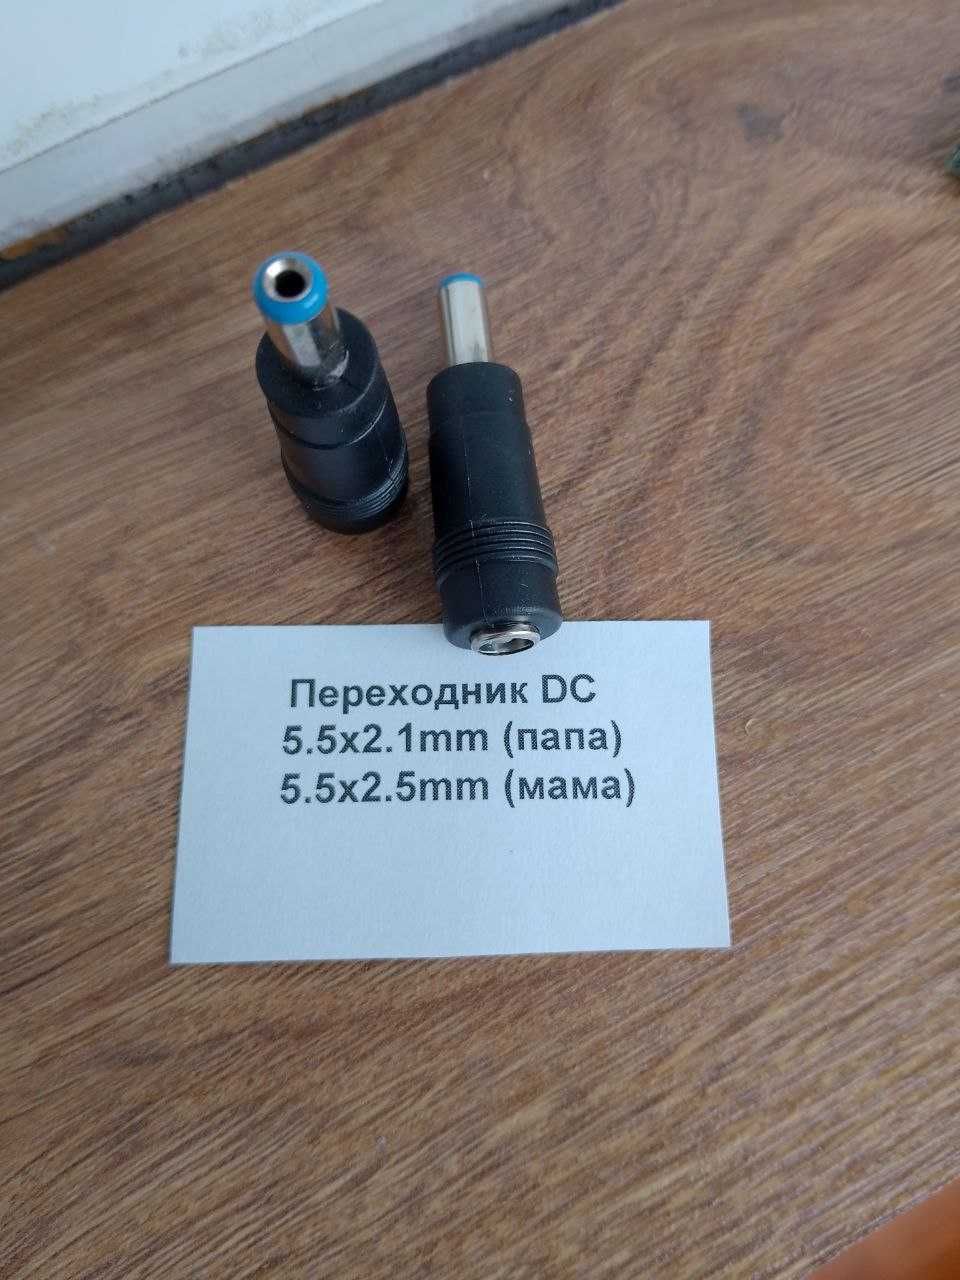 Переходник DC
5.5x2.1mm (папа)
5.5x2.5mm (мама)